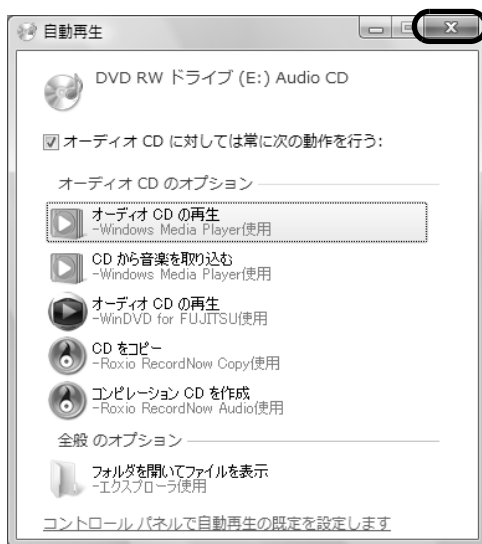 自動再生
DVD RW ドライブ (E:) Audio CD
オーディオ CD に対しては常に次の動作を行う:
オーディオ CD のオプション
オーディオ CD の再生
-Windows Media Player使用
CD から音楽を取り込む
-Windows Media Player使用
オーディオ CD の再生
-WinDVD for FUJITSU使用
CD をコピー
-Roxio RecordNow Copy使用
コンピレーション CD を作成
-Roxio RecordNow Audio使用
全般 のオプション
フォルダを開いてファイルを表示
-エクスプローラ使用
コントロール パネルで自動再生の既定を設定します